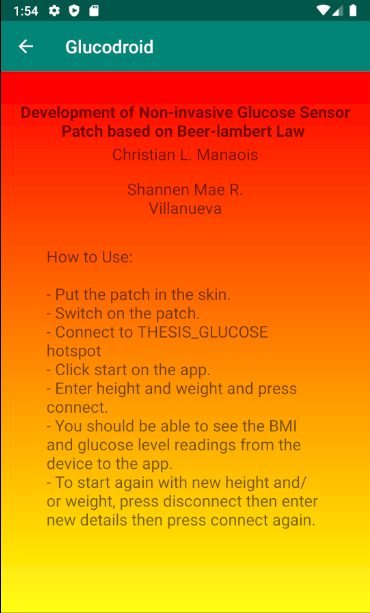 1:54
Glucodroid
Development of Non-invasive Glucose Sensor
Patch based on Beer-lambert Law
Christian L. Manaois
Shannen Mae R.
Villanueva
How to Use:
- Put the patch in the skin.
- Switch on the patch.
- Connect to THESIS_GLUCOSE
hotspot
- Click start on the app.
- Enter height and weight and press
connect.
- You should be able to see the BMI
and glucose level readings from the
device to the app.
- To start again with new height and/
or weight, press disconnect then enter
new details then press connect again.